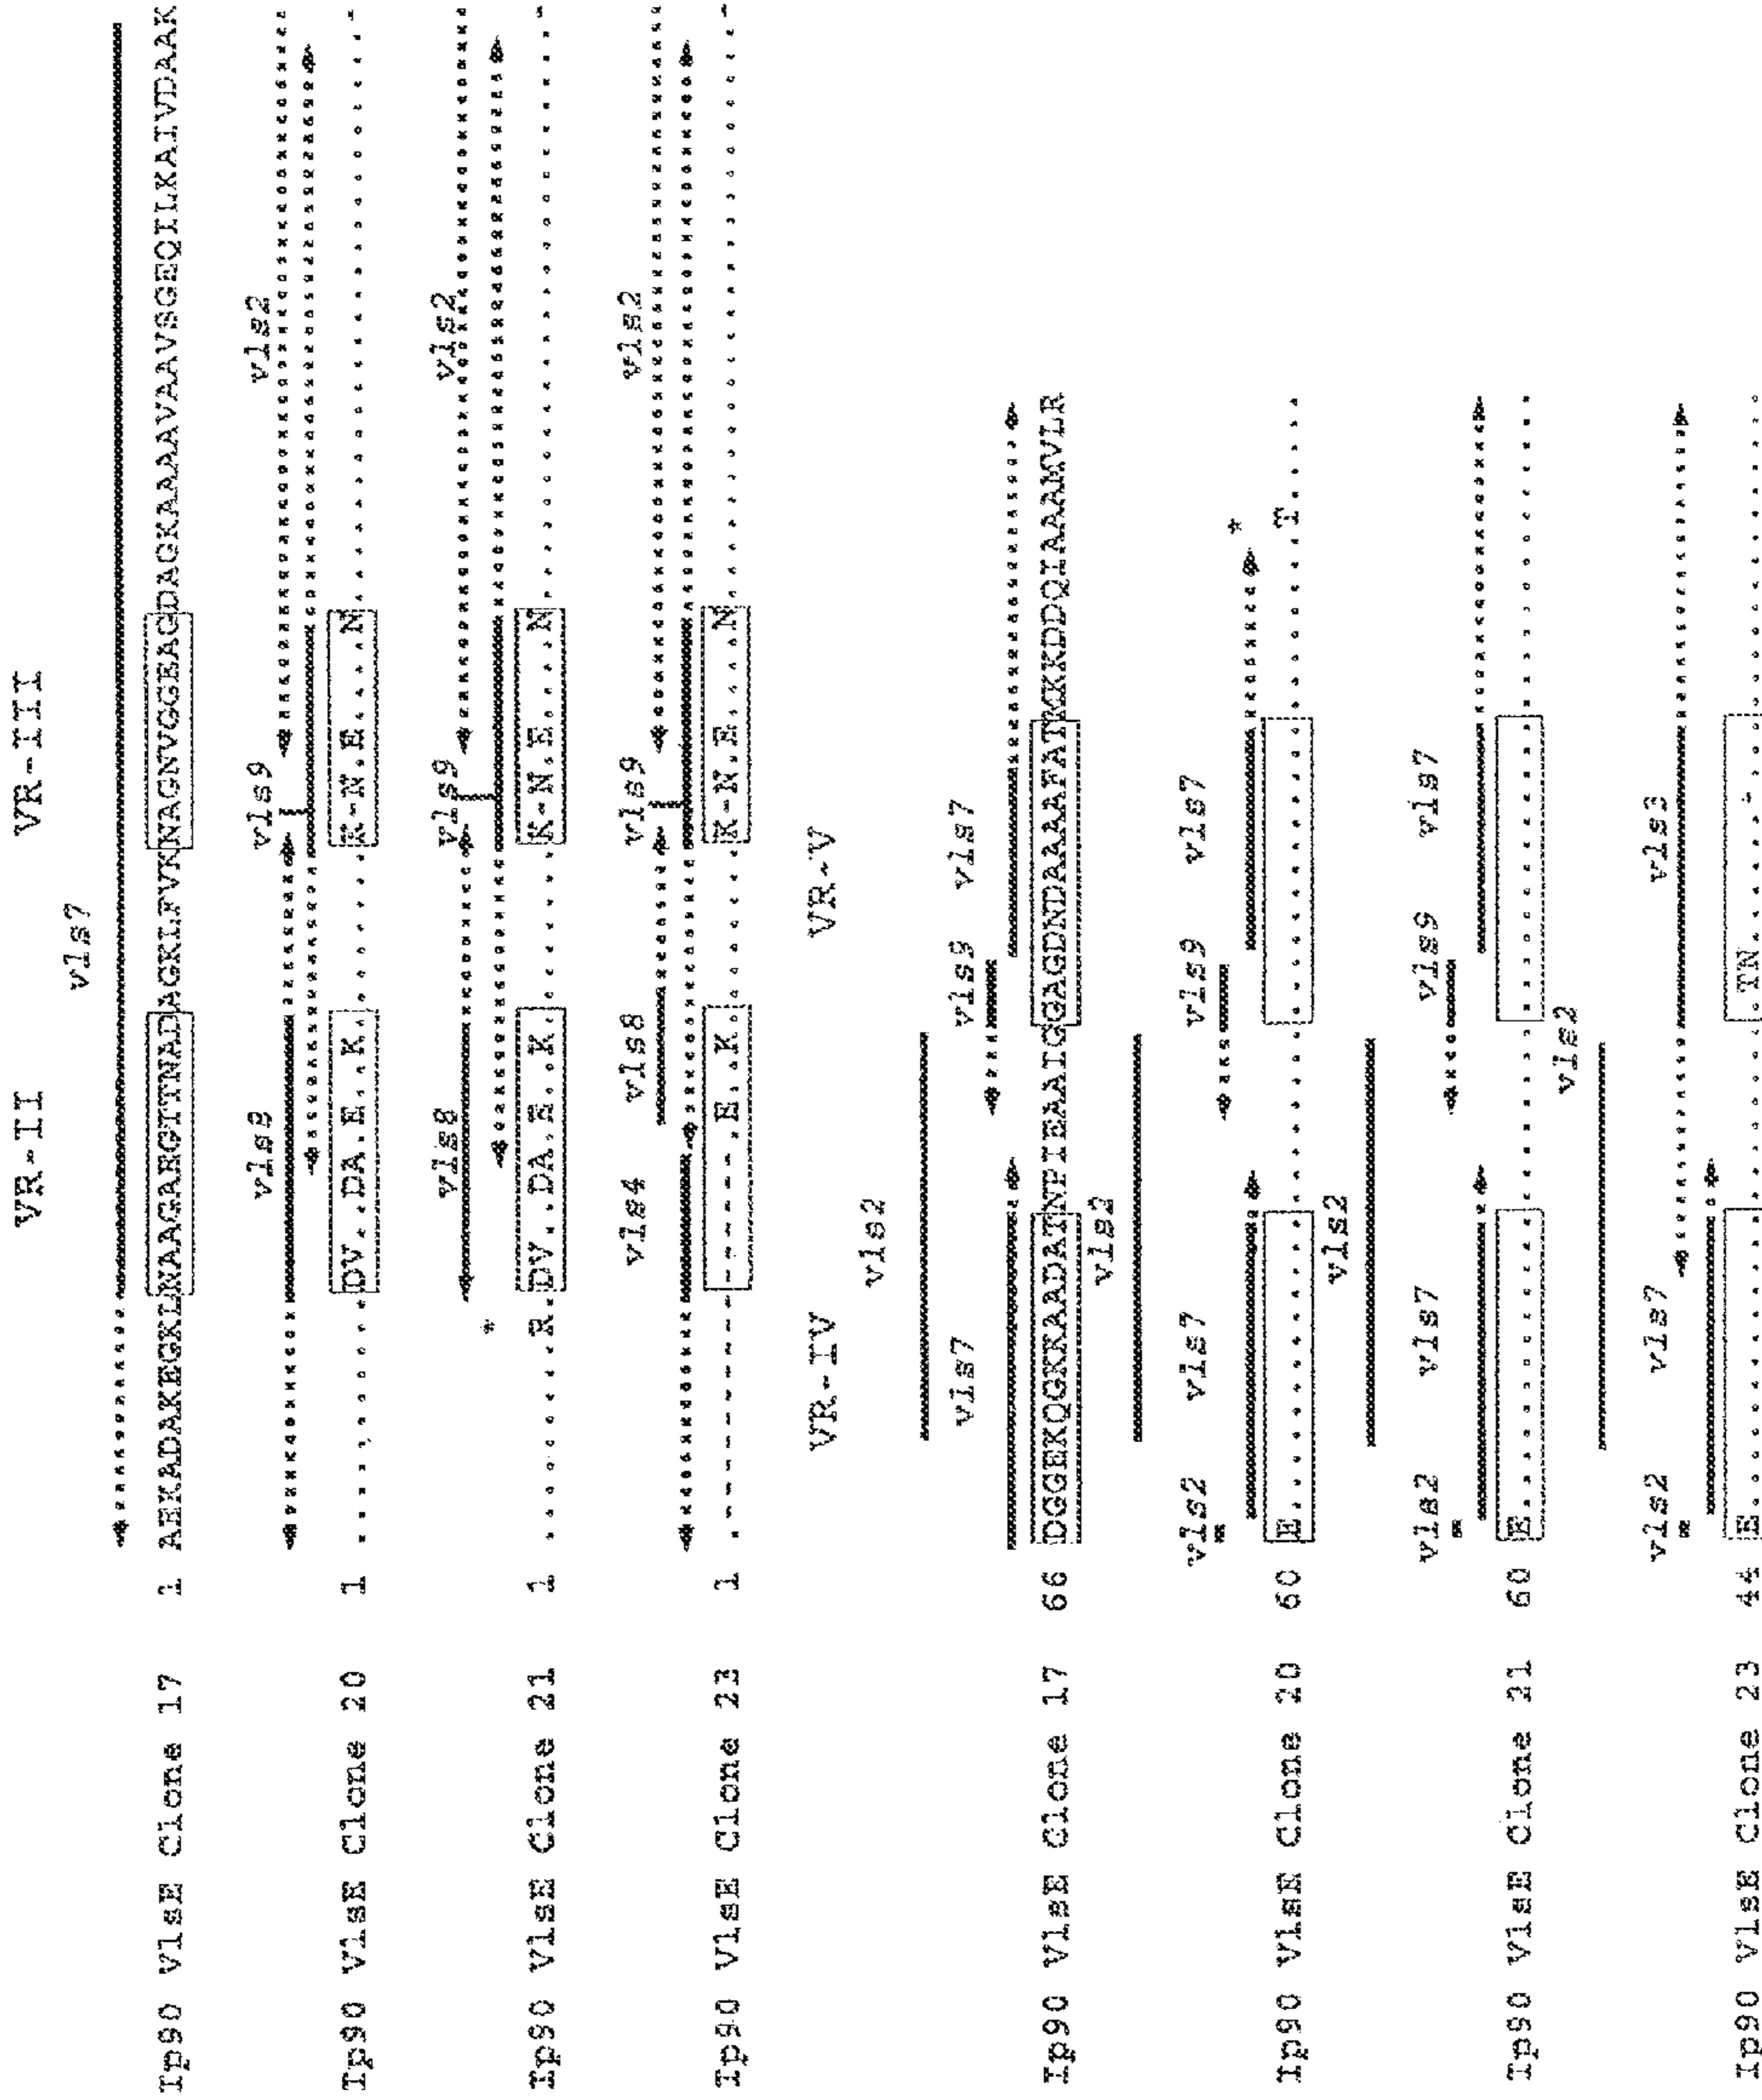 VR-II VR-III
vls7
Ip90 VlsE Clone 17 1 AEKADAKEGKLNAAGAEGTTNADAGKLFVKNAGNVGGEAGDAGKAAAAVAAVSGEQILKAIVDAAK
vls8 vls9 vls2
Ip90 VlsE Clone 20 1 ...........DV..DA.E..K........K-N.E....N
vls8 vls9 vls2
Ip90 VlsE Clone 21 1 .........R.DV..DA.E..K........K-N.E....N
vls4 vls8 vls9 vls2
Ip90 VlsE Clone 23 1 E..K K-N.E....N
VR-IV VR-V
vls2
vls7 vls9 vls7
Ip90 VlsE Clone 17 66 DGGEKQGKKAADATNPIEAAIGGAGDNDAAAAFATMKKDDQIAAAMVLR
vls2
vls2 vls7 vls9 vls7
*
Ip90 VlsE Clone 20 60 E T
vls2
vls2 vls7 vls9 vls7
Ip90 VlsE Clone 21 60 E
vls2
vls2 vls7 vls3
Ip90 VlsE Clone 23 44 E TN